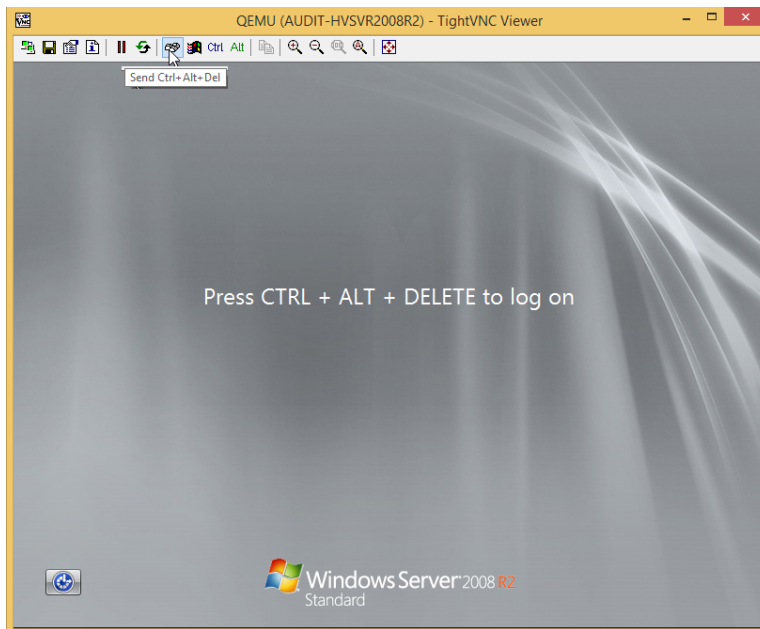 QEMU (AUDIT-HVSVR2008R2) - TightVNC Viewer
Ctrl Alt
Send Ctrl+Alt+Del
Press CTRL + ALT + DELETE to log on
Windows Server 2008 R2
Standard